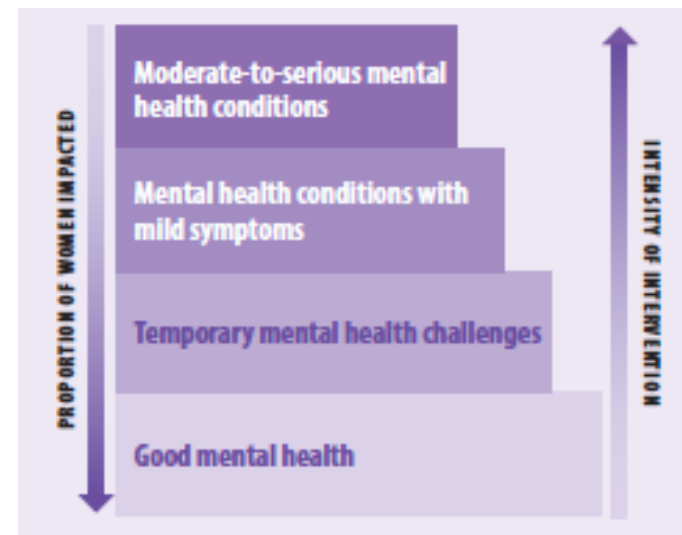 PROPORTION OF WOMEN IMPACTED
Moderate-to-serious mental
health conditions
Mental health conditions with
mild symptoms
Temporary mental health challenges
Good mental health
INTENSITY OF INTERVENTION